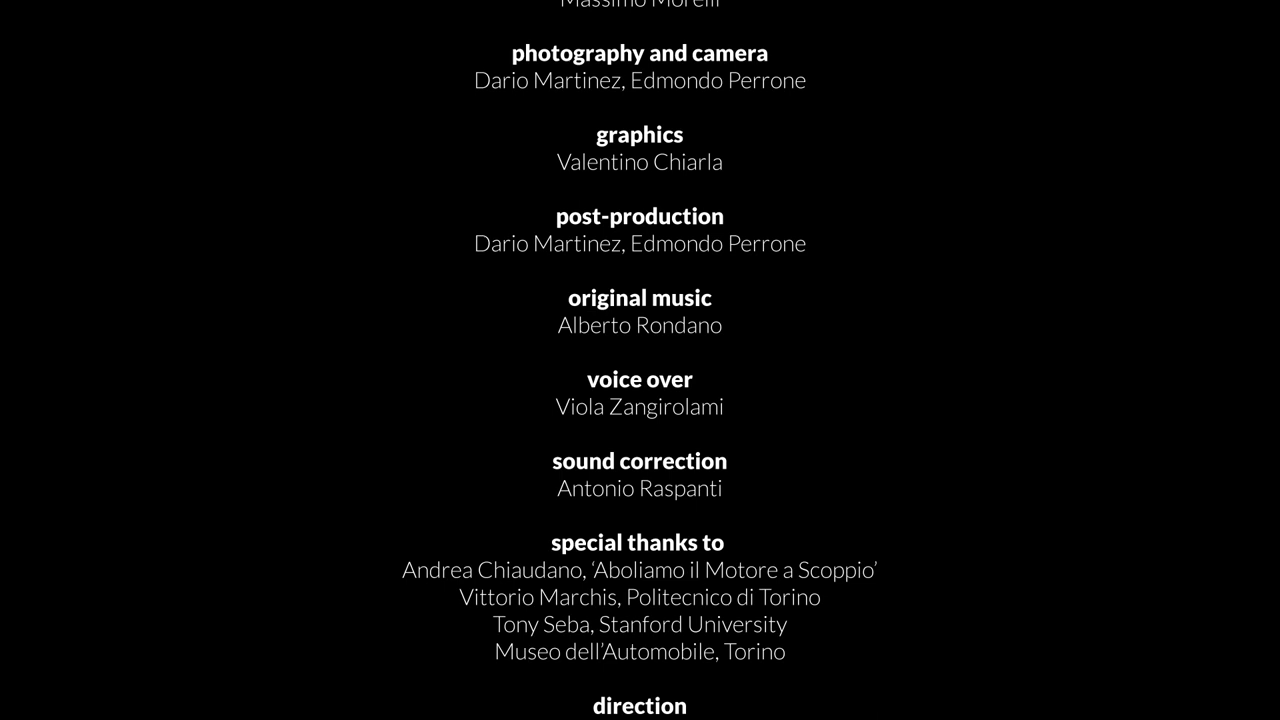 Massimo Morelli
photography and camera
Dario Martinez, Edmondo Perrone
graphics
Valentino Chiarla
post-production
Dario Martinez, Edmondo Perrone
original music
Alberto Rondano
voice over
Viola Zangirolami
sound correction
Antonio Raspanti
special thanks to
Andrea Chiaudano, ‘Aboliamo il Motore a Scoppio’
Vittorio Marchis, Politecnico di Torino
Tony Seba, Stanford University
Museo dell’Automobile, Torino
direction